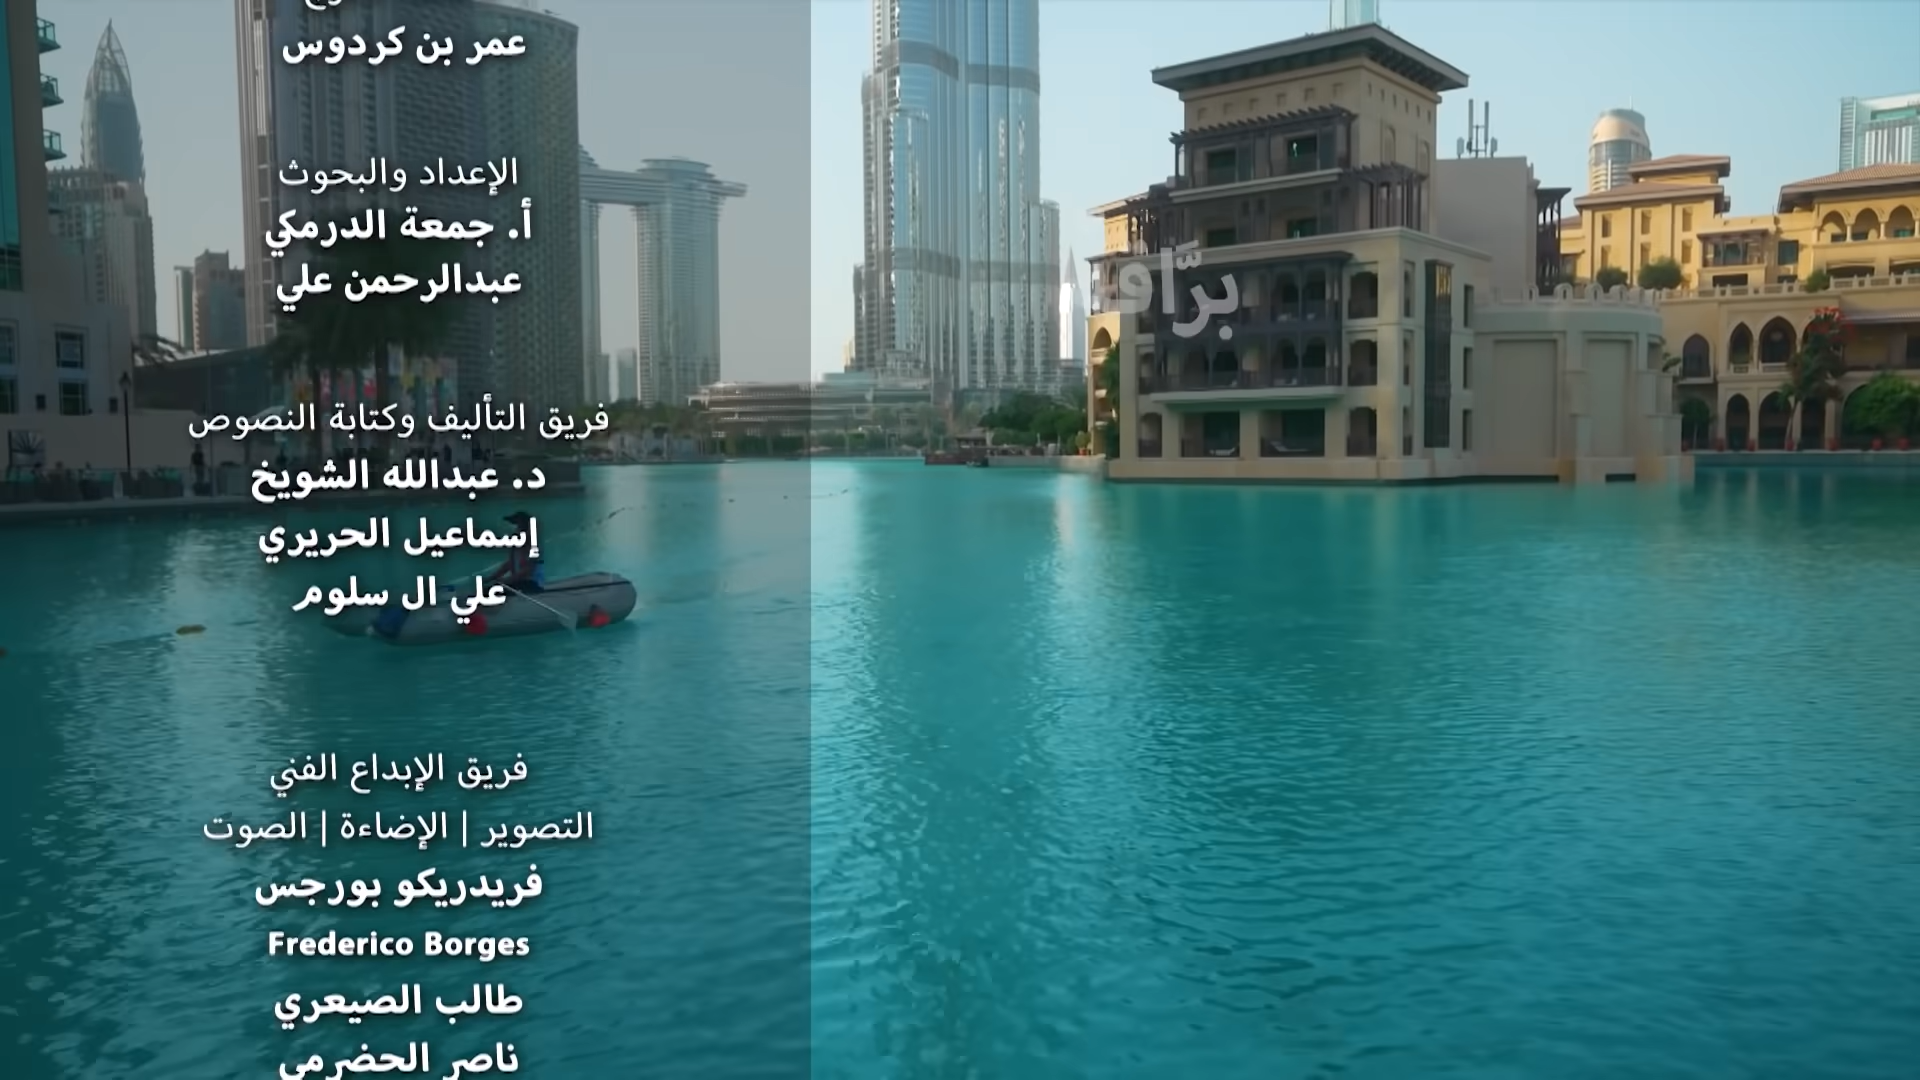 عمر بن كردوس
الإعداد والبحوث
أ. جمعة الدرمكي
عبدالرحمن علي
فريق التأليف وكتابة النصوص
د. عبدالله الشويخ
إسماعيل الحريري
علي ال سلوم
فريق الإبداع الفني
التصوير | الإضاءة | الصوت
فريدريكو بورجس
Frederico Borges
طالب الصيعري
ناصر الحضرمي